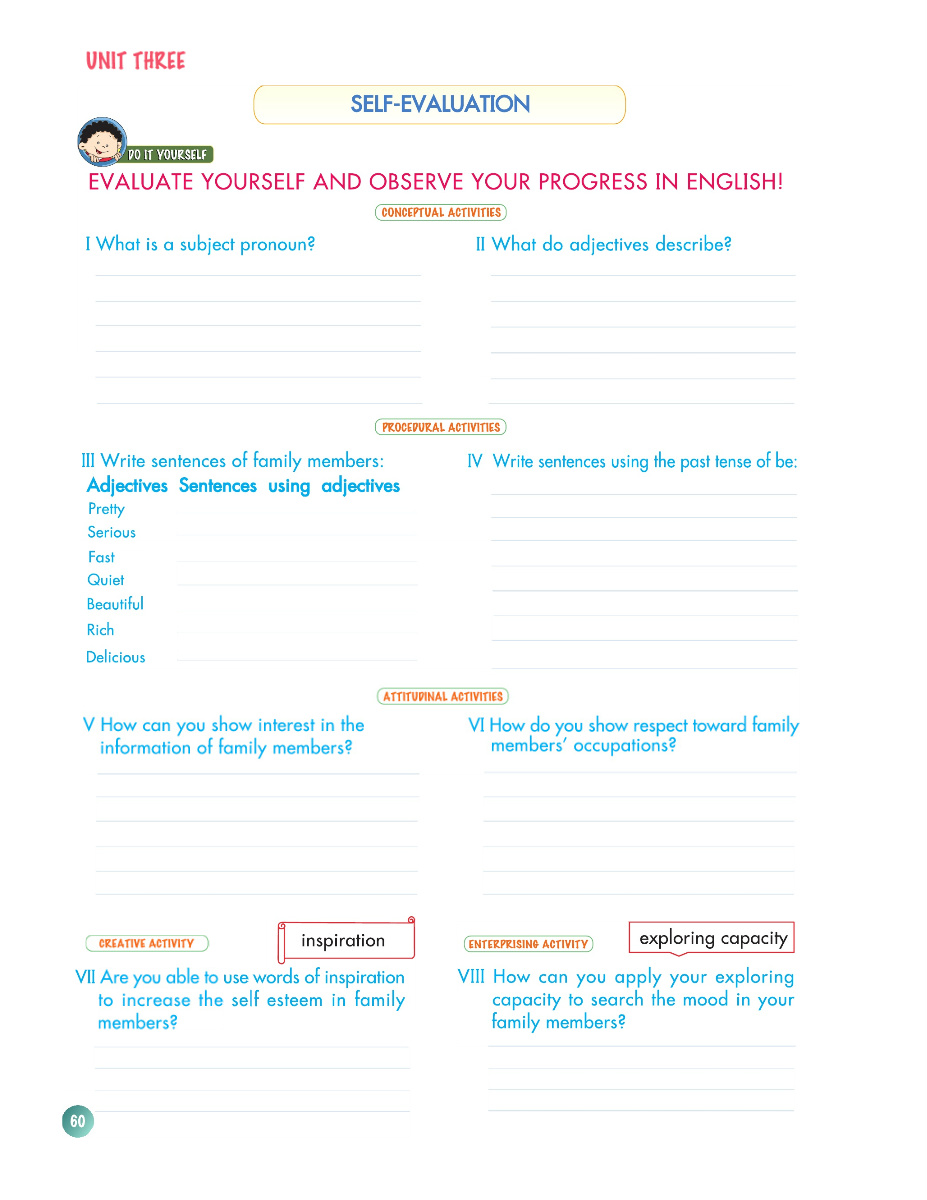 UNIT THREE
SELF-EVALUATION
DO IT YOURSELF
EVALUATE YOURSELF AND OBSERVE YOUR PROGRESS IN ENGLISH!
CONCEPTUAL ACTIVITIES
I What is a subject pronoun?
II What do adjectives describe?
PROCEDURAL ACTIVITIES
III Write sentences of family members:
Adjectives Sentences using adjectives
Pretty
Serious
Fast
Quiet
Beautiful
Rich
Delicious
IV Write sentences using the past tense of be:
ATTITUDINAL ACTIVITIES
V How can you show interest in the
information of family members?
VI How do you show respect toward family
members' occupations?
CREATIVE ACTIVITY
inspiration
VII Are you able to use words of inspiration
to increase the self esteem in family
members?
ENTERPRISING ACTIVITY
exploring capacity
VIII How can you apply your exploring
capacity to search the mood in your
family members?
60